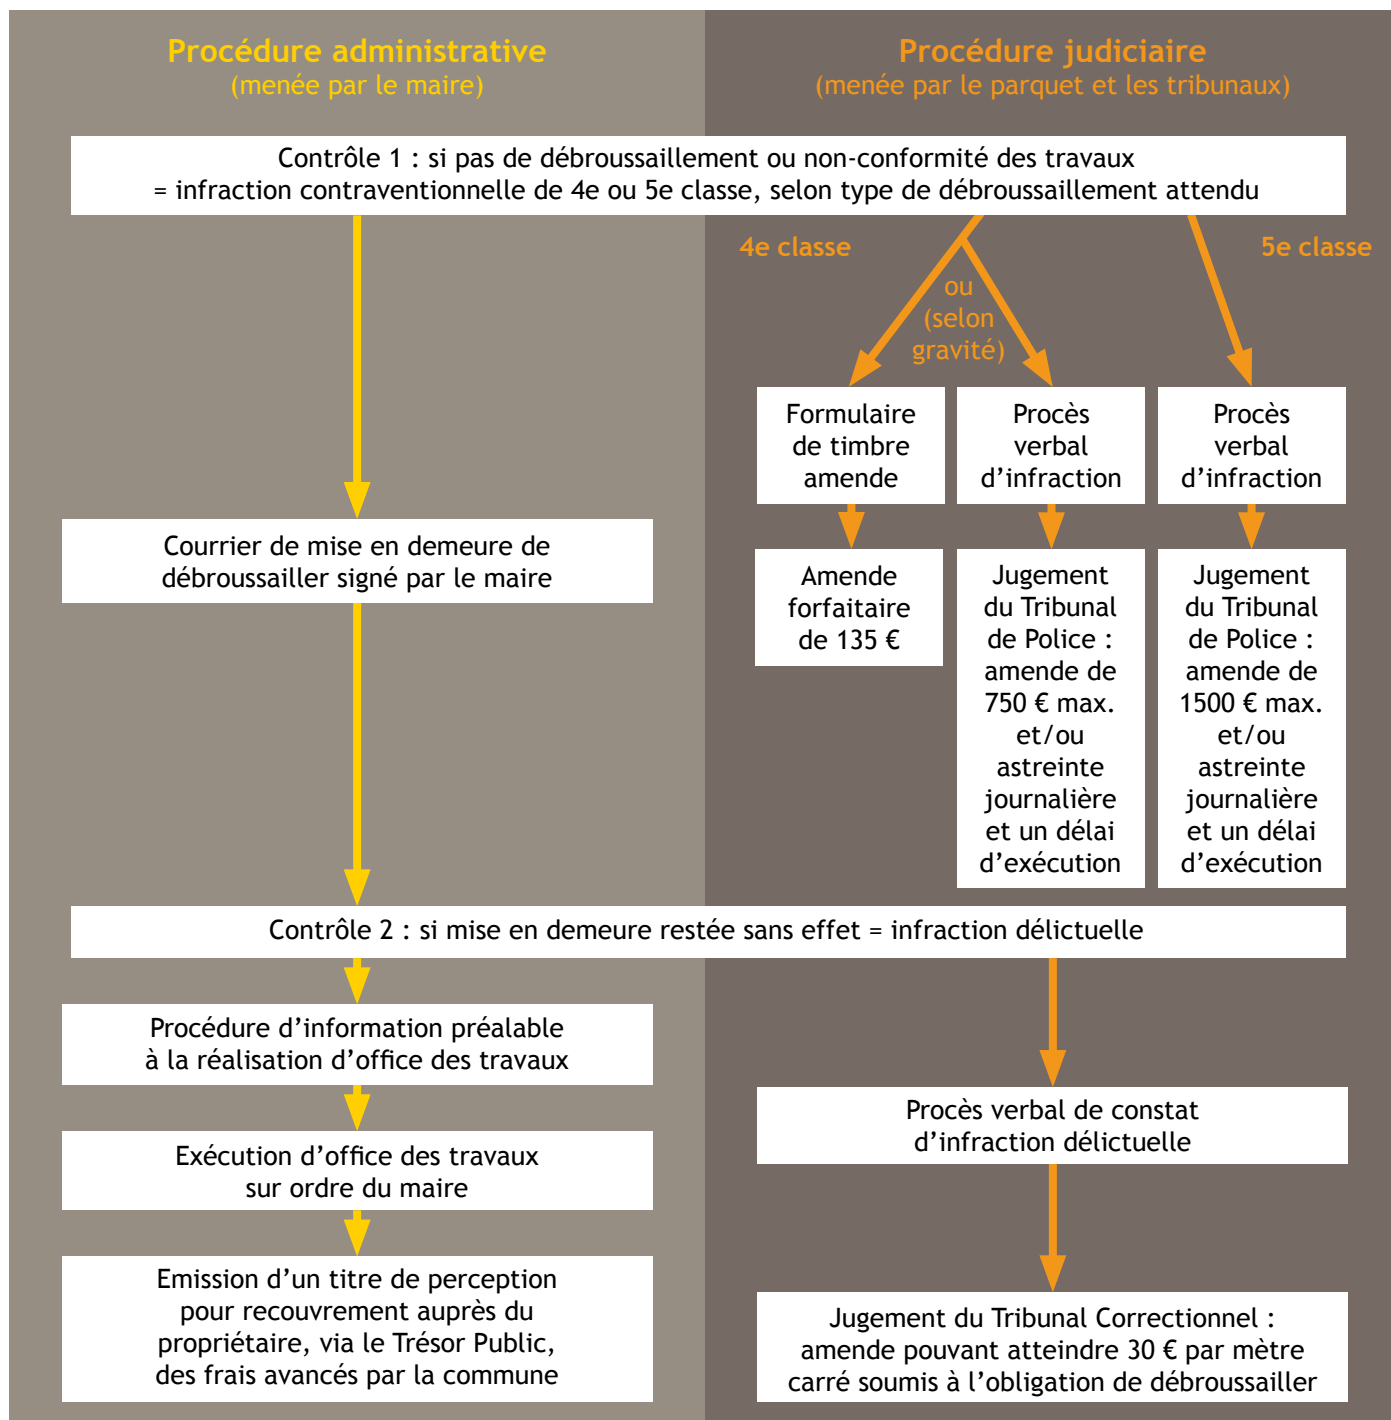 Procédure administrative
(menée par le maire)
Procédure judiciaire
(menée par le parquet et les tribunaux)
Contrôle 1 : si pas de débroussaillement ou non-conformité des travaux
= infraction contraventionnelle de 4e ou 5e classe, selon type de débroussaillement attendu
4e classe
5e classe
ou
(selon
gravité)
Formulaire
de timbre
amende
Procès
verbal
d’infraction
Procès
verbal
d’infraction
Courrier de mise en demeure de
débroussailler signé par le maire
Amende
forfaitaire
de 135 €
Jugement
du Tribunal
de Police :
amende de
750 € max.
et/ou
astreinte
journalière
et un délai
d’exécution
Jugement
du Tribunal
de Police :
amende de
1500 € max.
et/ou
astreinte
journalière
et un délai
d’exécution
Contrôle 2 : si mise en demeure restée sans effet = infraction délictuelle
Procédure d’information préalable
à la réalisation d’office des travaux
Exécution d’office des travaux
sur ordre du maire
Emission d’un titre de perception
pour recouvrement auprès du
propriétaire, via le Trésor Public,
des frais avancés par la commune
Procès verbal de constat
d’infraction délictuelle
Jugement du Tribunal Correctionnel :
amende pouvant atteindre 30 € par mètre
carré soumis à l’obligation de débroussailler